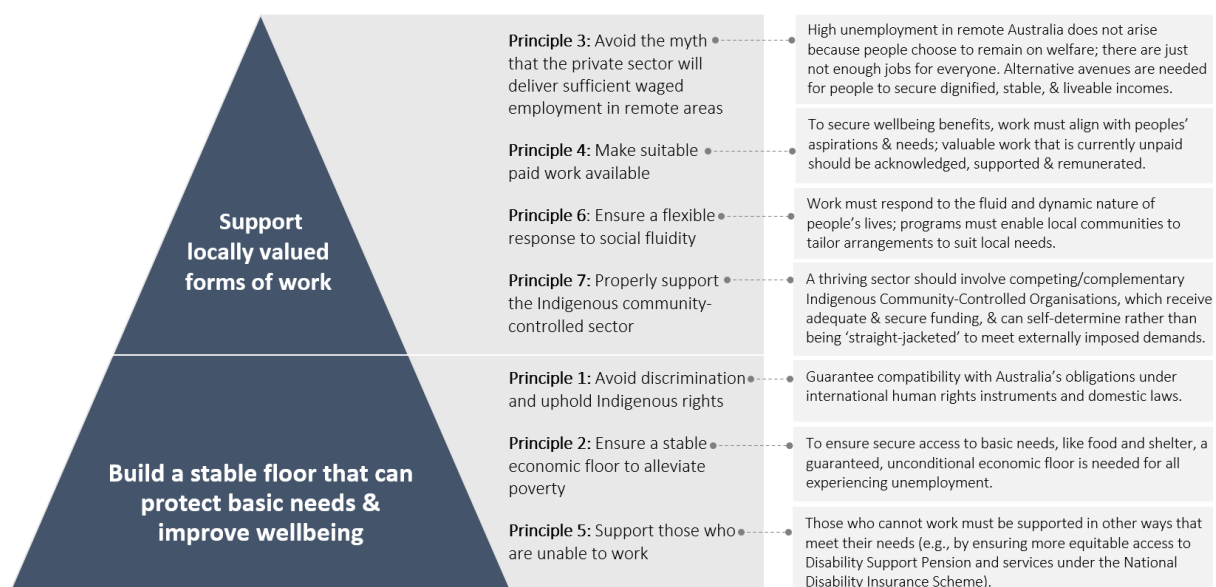 Support
locally valued
forms of work
Principle 3: Avoid the myth
that the private sector will
deliver sufficient waged
employment in remote areas
High unemployment in remote Australia does not arise
because people choose to remain on welfare; there are just
not enough jobs for everyone. Alternative avenues are needed
for people to secure dignified, stable, & liveable incomes.
Principle 4: Make suitable
paid work available
To secure wellbeing benefits, work must align with peoples’
aspirations & needs; valuable work that is currently unpaid
should be acknowledged, supported & remunerated.
Principle 6: Ensure a flexible
response to social fluidity
Work must respond to the fluid and dynamic nature of
people’s lives; programs must enable local communities to
tailor arrangements to suit local needs.
Principle 7: Properly support
the Indigenous community-
controlled sector
A thriving sector should involve competing/complementary
Indigenous Community-Controlled Organisations, which receive
adequate & secure funding, & can self-determine rather than
being ‘straight-jacketed’ to meet externally imposed demands.
Build a stable floor that can
protect basic needs &
improve wellbeing
Principle 1: Avoid discrimination
and uphold Indigenous rights
Guarantee compatibility with Australia’s obligations under
international human rights instruments and domestic laws.
Principle 2: Ensure a stable
economic floor to alleviate
poverty
To ensure secure access to basic needs, like food and shelter, a
guaranteed, unconditional economic floor is needed for all
experiencing unemployment.
Principle 5: Support those who
are unable to work
Those who cannot work must be supported in other ways that
meet their needs (e.g., by ensuring more equitable access to
Disability Support Pension and services under the National
Disability Insurance Scheme).